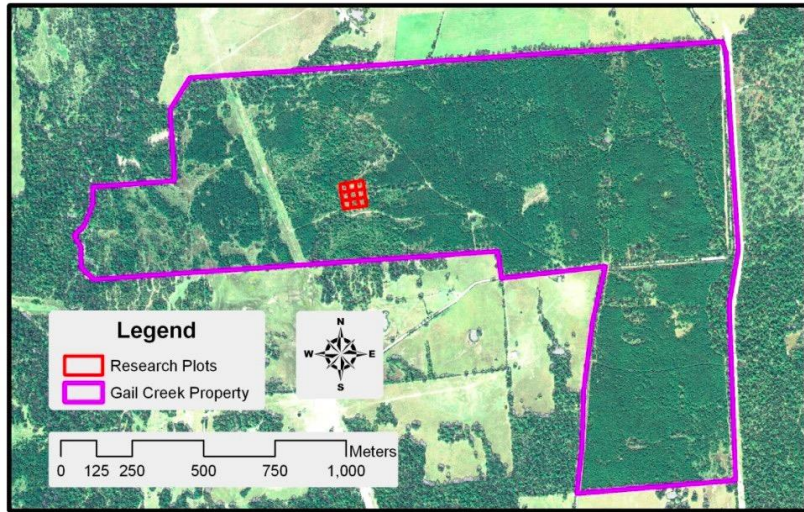 Legend
Research Plots
Gail Creek Property
N
W E
S
Meters
0 125 250 500 750 1,000